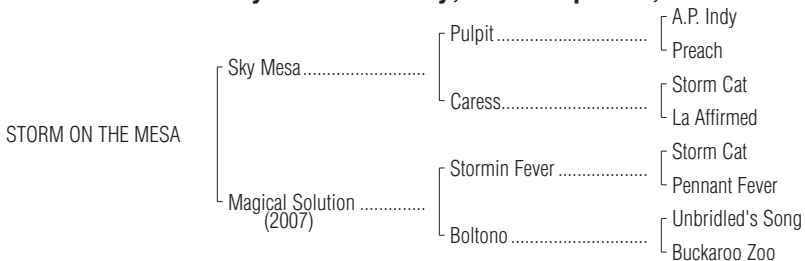 A.P. Indy
Pulpit
Preach
Sky Mesa
Storm Cat
Caress
La Affirmed
STORM ON THE MESA
Storm Cat
Stormin Fever
Pennant Fever
Magical Solution
(2007)
Unbridled's Song
Boltono
Buckaroo Zoo